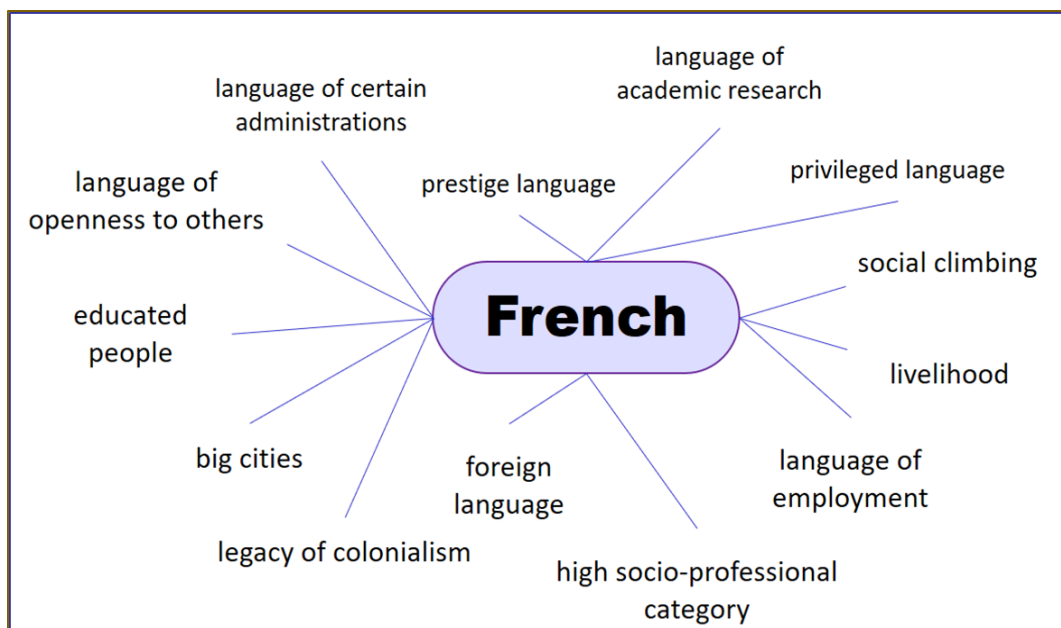 language of
academic research
language of certain
administrations
prestige language
privileged language
language of
openness to others
social climbing
French
educated
people
livelihood
big cities
foreign
language
language of
employment
legacy of colonialism
high socio-professional
category